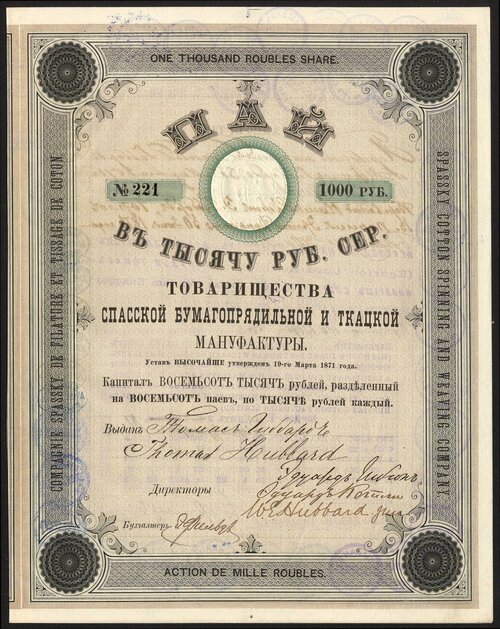 ONE THOUSAND ROUBLES SHARE.
ПАЙ
№ 221
1000 РУБ.
ВЪ ТЫСЯЧУ РУБ. СЕР.
ТОВАРИЩЕСТВА
СПАССКОЙ БУМАГОПРЯДИЛЬНОЙ И ТКАЦКОЙ
МАНУФАКТУРЫ.
Уставъ ВЫСОЧАЙШЕ утвержденъ 19-го Марта 1871 года.
Капиталъ ВОСЕМЬСОТЪ ТЫСЯЧЪ рублей, раздѣленный
на ВОСЕМЬСОТЪ паевъ, по ТЫСЯЧѢ рублей каждый.
Выданъ Томасъ Гиббардъ
Thomas Hubbard
Директоры
W E Hubbard
Бухгалтеръ
COMPAGNIE SPASSKY DE FILATURE ET TISSAGE DE COTON
SPASSKY COTTON SPINNING AND WEAVING COMPANY
ACTION DE MILLE ROUBLES.